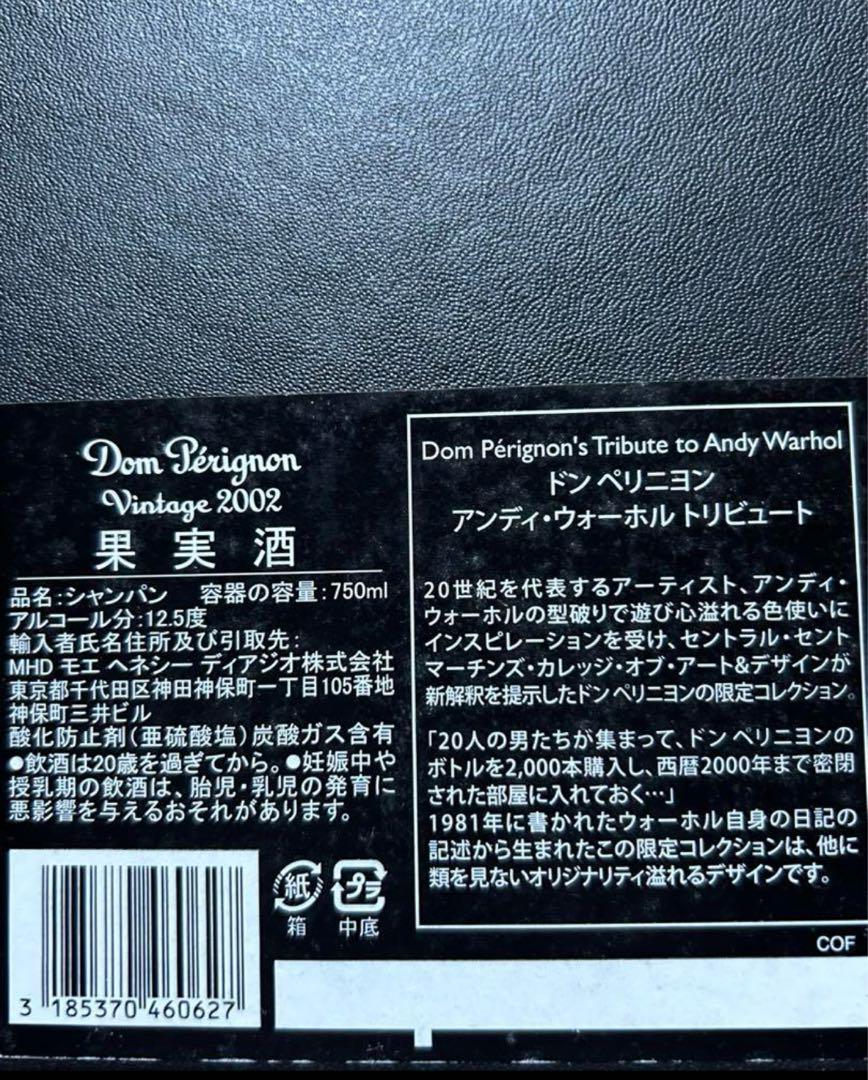 Dom Pérignon
Vintage 2002
果実酒
品名:シャンパン 容器の容量:750ml
アルコール分:12.5度
輸入者氏名住所及び引取先:
MHD モエ ヘネシー ディアジオ株式会社
東京都千代田区神田神保町一丁目105番地
神保町三井ビル
酸化防止剤(亜硫酸塩)炭酸ガス含有
●飲酒は20歳を過ぎてから。●妊娠中や
授乳期の飲酒は、胎児・乳児の発育に
悪影響を与えるおそれがあります。
3 185370 460627
紙
箱
プラ
中底
Dom Pérignon's Tribute to Andy Warhol
ドン ペリニヨン
アンディ・ウォーホル トリビュート
20世紀を代表するアーティスト、アンディ・
ウォーホルの型破りで遊び心溢れる色使いに
インスピレーションを受け、セントラル・セント
マーチンズ・カレッジ・オブ・アート&デザインが
新解釈を提示したドン ペリニヨンの限定コレクション。
「20人の男たちが集まって、ドン ペリニヨンの
ボトルを2,000本購入し、西暦2000年まで密閉
された部屋に入れておく…」
1981年に書かれたウォーホル自身の日記の
記述から生まれたこの限定コレクションは、他に
類を見ないオリジナリティ溢れるデザインです。
COF